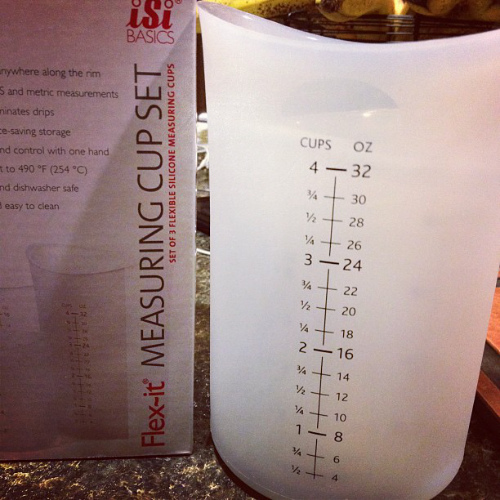 iSi®
BASICS
nywhere along the rim
S and metric measurements
minates drips
ce-saving storage
nd control with one hand
t to 490 °F (254 °C)
nd dishwasher safe
easy to clean
Flex-it® MEASURING CUP SET
SET OF 3 FLEXIBLE SILICONE MEASURING CUPS
CUPS OZ
4 32
¾ 30
½ 28
¼ 26
3 24
¾ 22
½ 20
¼ 18
2 16
¾ 14
½ 12
¼ 10
1 8
¾ 6
½ 4